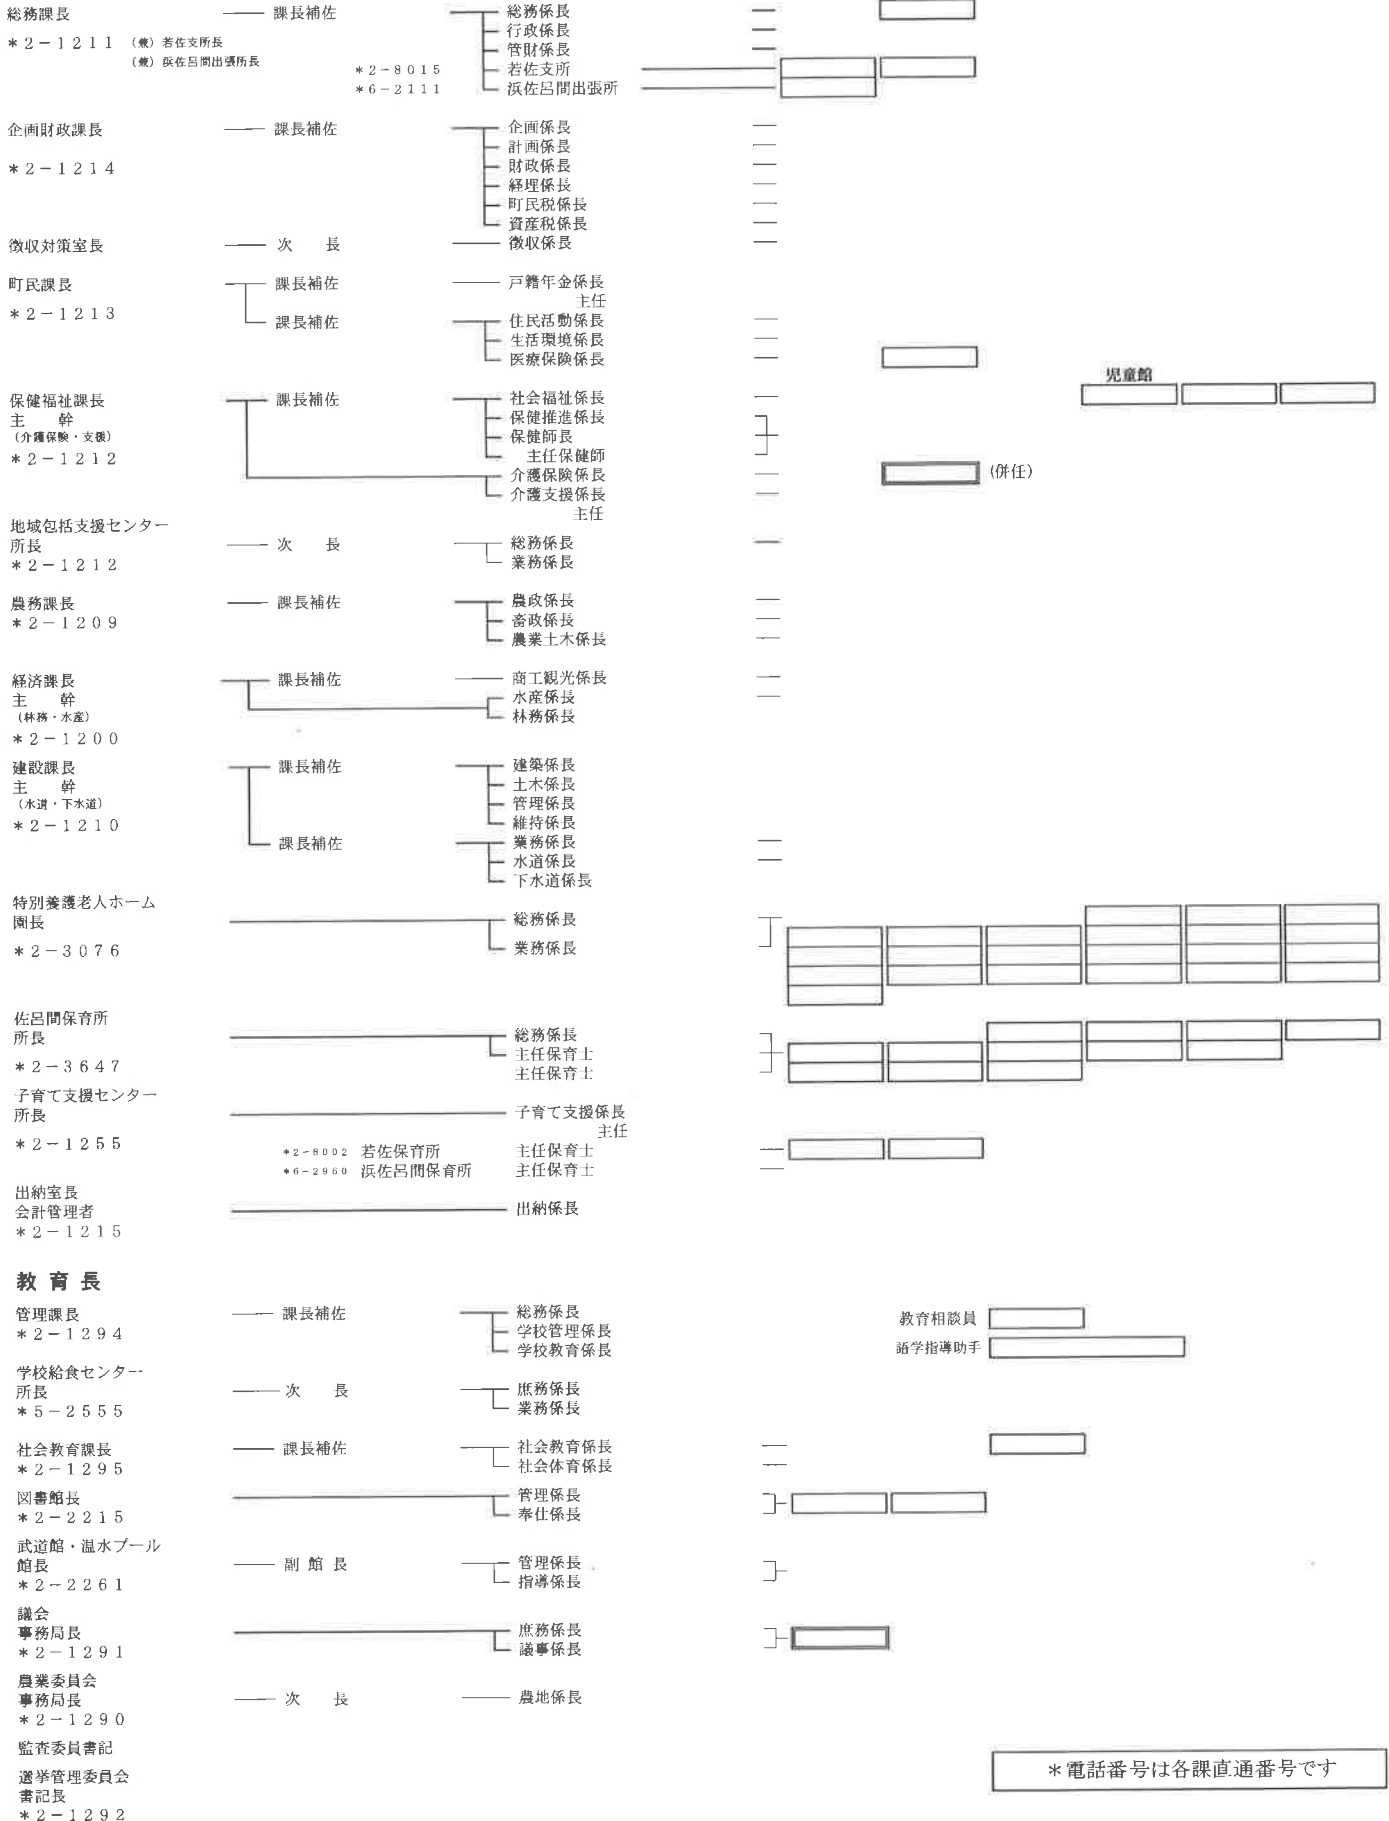 総務課長 課長補佐 総務係長
行政係長
＊２－１２１１ （兼）若佐支所長
管財係長
（兼）浜佐呂間出張所長
＊２－８０１５ 若佐支所
＊６－２１１１ 浜佐呂間出張所
企画財政課長 課長補佐 企画係長
計画係長
＊２－１２１４ 財政係長
経理係長
町民税係長
資産税係長
徴収対策室長 次　長 徴収係長
町民課長 課長補佐 戸籍年金係長
主任
＊２－１２１３
課長補佐 住民活動係長
生活環境係長
医療保険係長
児童館
保健福祉課長 課長補佐 社会福祉係長
主　幹 保健推進係長
（介護保険・支援） 保健師長
＊２－１２１２ 主任保健師
介護保険係長 (併任)
介護支援係長
主任
地域包括支援センター
所長 次　長 総務係長
＊２－１２１２ 業務係長
農務課長 課長補佐 農政係長
＊２－１２０９ 畜政係長
農業土木係長
経済課長 課長補佐 商工観光係長
主　幹 水産係長
（林務・水産） 林務係長
＊２－１２００
建設課長 課長補佐 建築係長
主　幹 土木係長
（水道・下水道） 管理係長
＊２－１２１０ 維持係長
課長補佐 業務係長
水道係長
下水道係長
特別養護老人ホーム
園長 総務係長
＊２－３０７６ 業務係長
佐呂間保育所
所長 総務係長
主任保育士
＊２－３６４７ 主任保育士
子育て支援センター
所長 子育て支援係長
主任
＊２－１２５５
＊２－８００２ 若佐保育所 主任保育士
＊６－２９６０ 浜佐呂間保育所 主任保育士
出納室長
会計管理者 出納係長
＊２－１２１５
教育長
管理課長 課長補佐 総務係長 教育相談員
＊２－１２９４ 学校管理係長
学校教育係長 語学指導助手
学校給食センター
所長 次　長 庶務係長
＊５－２５５５ 業務係長
社会教育課長 課長補佐 社会教育係長
＊２－１２９５ 社会体育係長
図書館長 管理係長
＊２－２２１５ 奉仕係長
武道館・温水プール
館長 副館長 管理係長
＊２－２２６１ 指導係長
議会
事務局長 庶務係長
＊２－１２９１ 議事係長
農業委員会
事務局長 次　長 農地係長
＊２－１２９０
監査委員書記
選挙管理委員会
書記長
＊２－１２９２
＊電話番号は各課直通番号です